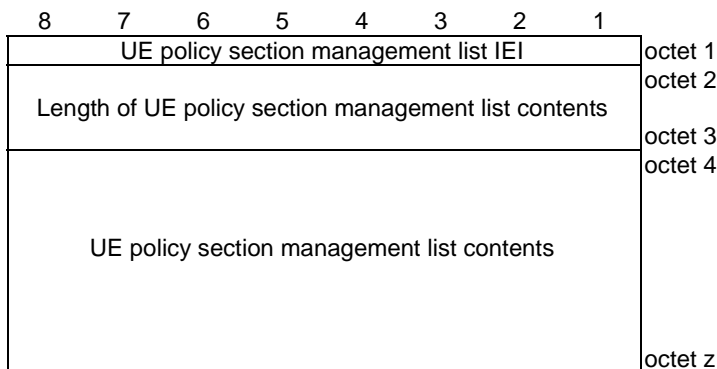 8 7 6 5 4 3 2 1
UE policy section management list IEI octet 1
octet 2
Length of UE policy section management list contents
octet 3
octet 4
UE policy section management list contents
octet z